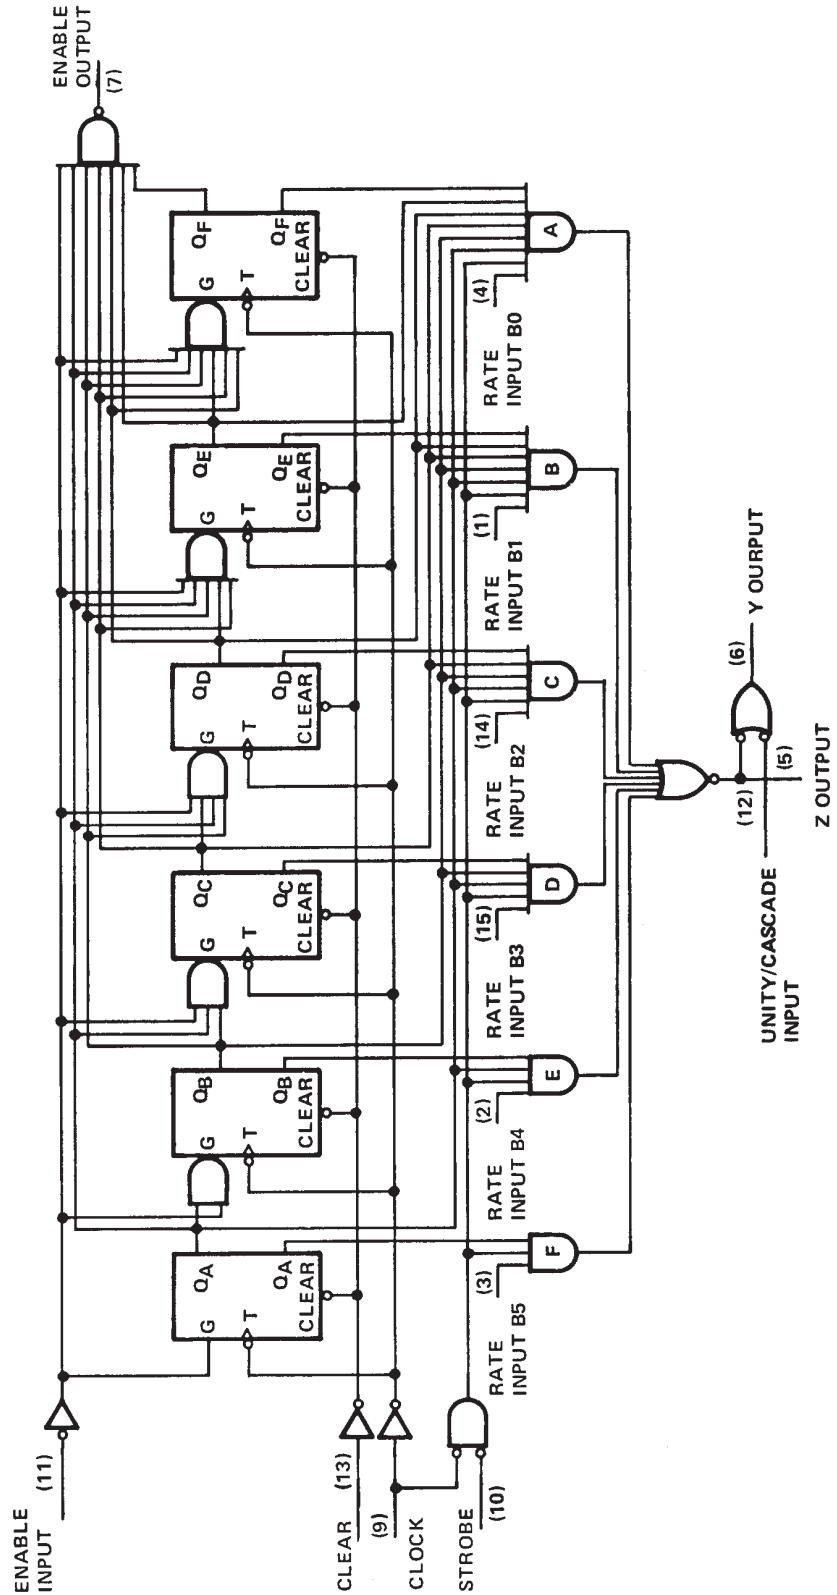 ENABLE
OUTPUT
(7)
QF
G
T
QF
CLEAR
QE
G
T
QE
CLEAR
QD
G
T
QD
CLEAR
QC
G
T
QC
CLEAR
QB
G
T
QB
CLEAR
QA
G
T
QA
CLEAR
ENABLE
INPUT
(11)
CLEAR
(13)
(9)
CLOCK
STROBE
(10)
(4)
RATE
INPUT B0
A
(1)
RATE
INPUT B1
B
(14)
RATE
INPUT B2
C
(15)
RATE
INPUT B3
D
(2)
RATE
INPUT B4
E
(3)
RATE
INPUT B5
F
(6)
Y OURPUT
(5)
Z OUTPUT
(12)
UNITY/CASCADE
INPUT